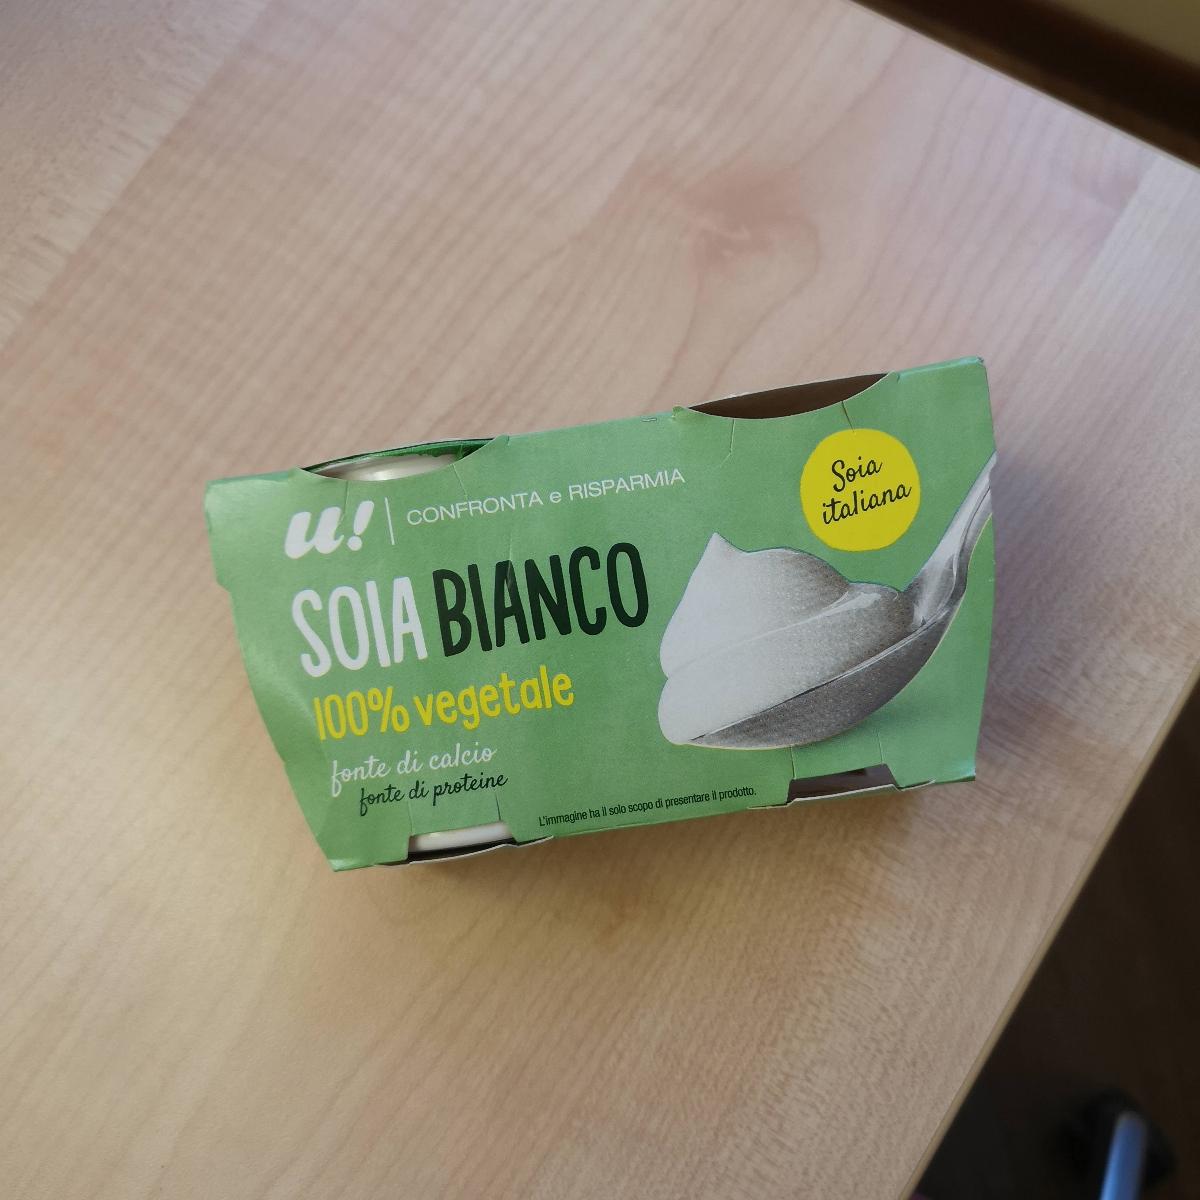 u! | CONFRONTA e RISPARMIA
Soia
italiana
SOIA BIANCO
100% vegetale
fonte di calcio
fonte di proteine
L'immagine ha il solo scopo di presentare il prodotto.